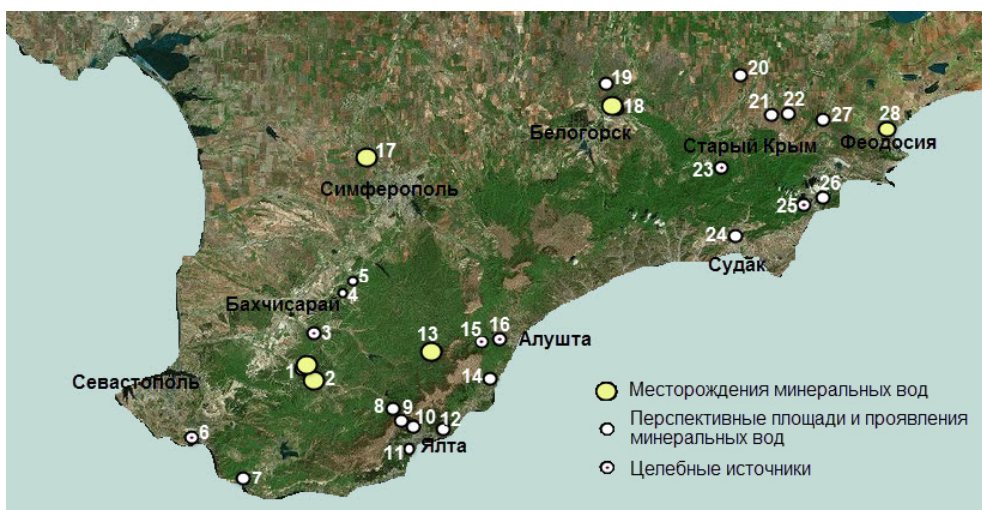 20
19
21
22
27
28
18
Белогорск
Старый Крым
Феодосия
17
23
Симферополь
26
25
24
Судак
5
4
Бахчисарай
3
13
15
16
Алушта
1
2
14
Севастополь
Месторождения минеральных вод
8
9
10
12
6
Ялта
11
Перспективные площади и проявления
минеральных вод
7
Целебные источники